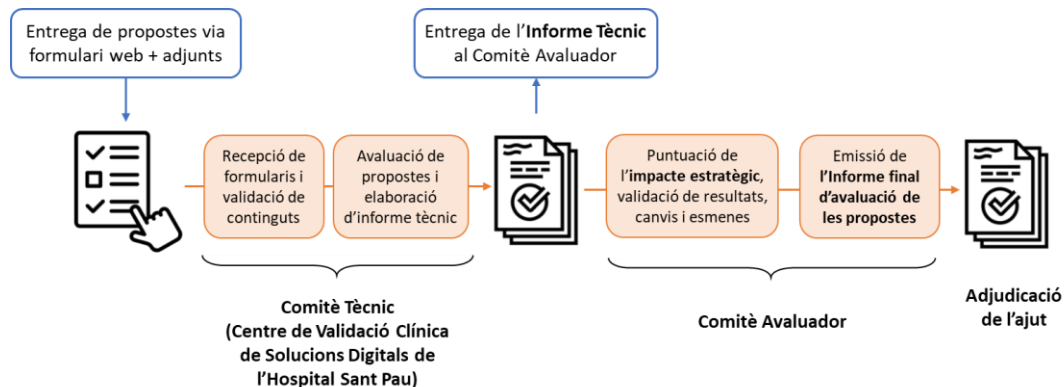 Entrega de propostes via
formulari web + adjunts
Entrega de l’Informe Tècnic
al Comitè Avaluador
Recepció de
formularis i
validació de
continguts
Avaluació de
propostes i
elaboració
d’informe tècnic
Puntuació de
l’impacte estratègic,
validació de resultats,
canvis i esmenes
Emissió de
l’Informe final
d’avaluació de
les propostes
Comitè Tècnic
(Centre de Validació Clínica
de Solucions Digitals de
l’Hospital Sant Pau)
Comitè Avaluador
Adjudicació
de l’ajut